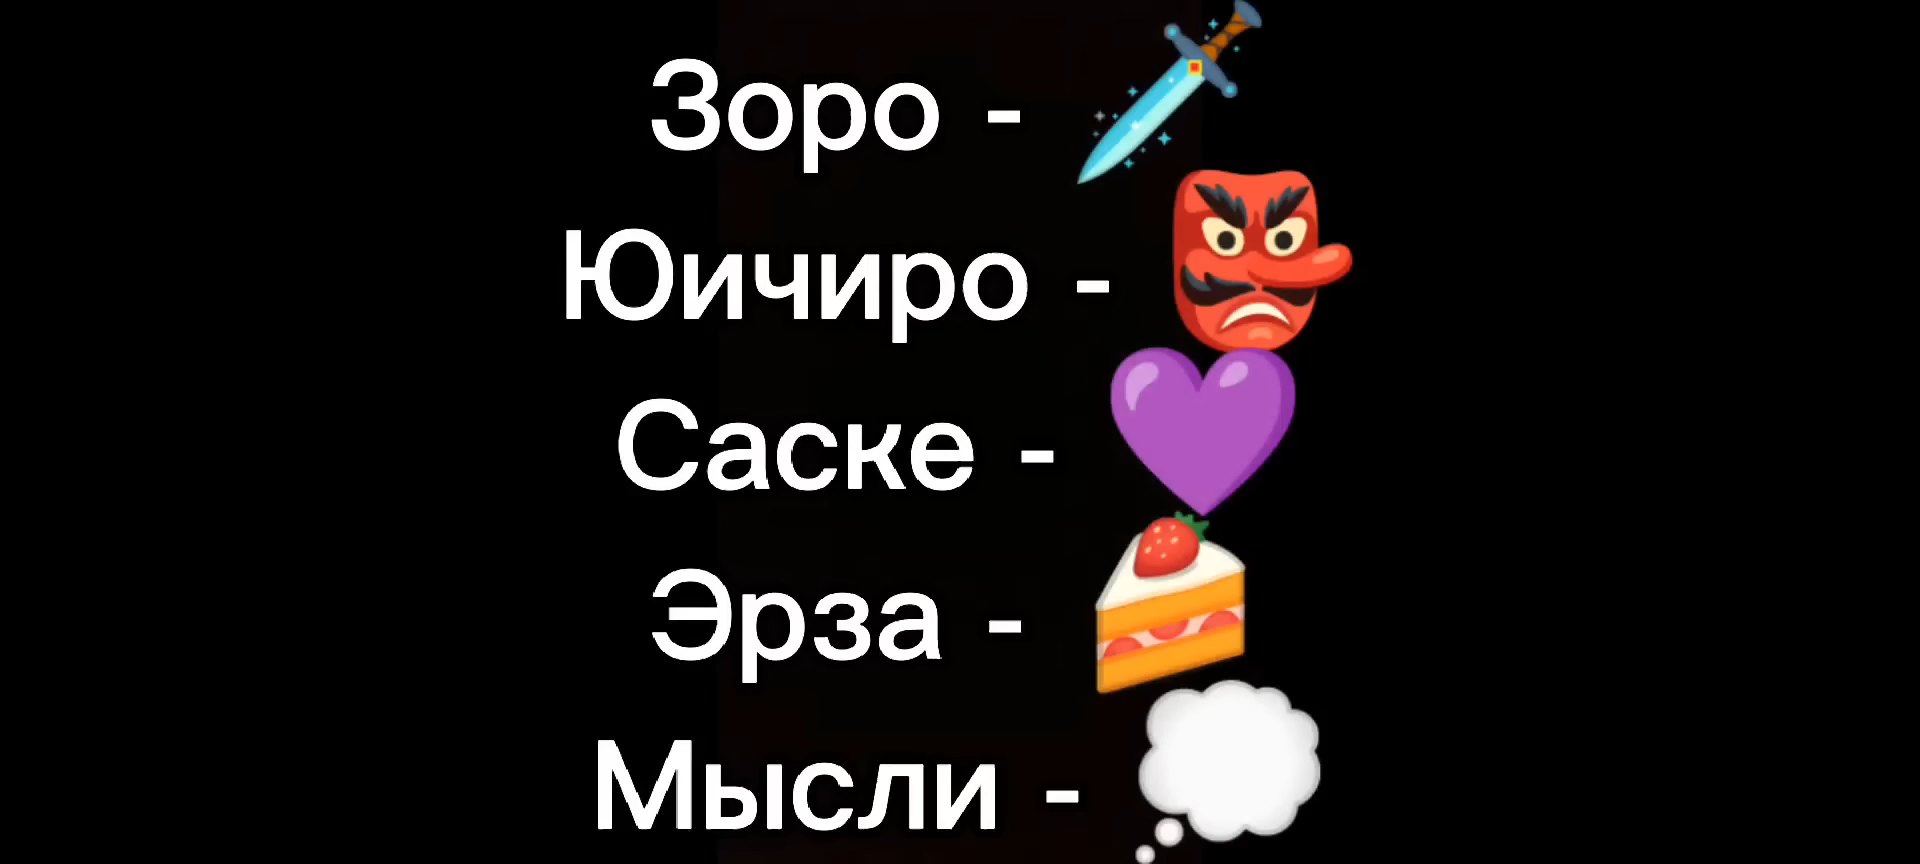 Зоро - 🗡️
Юичиро - 👺
Саске - 💜
Эрза - 🍰
Мысли - 💭